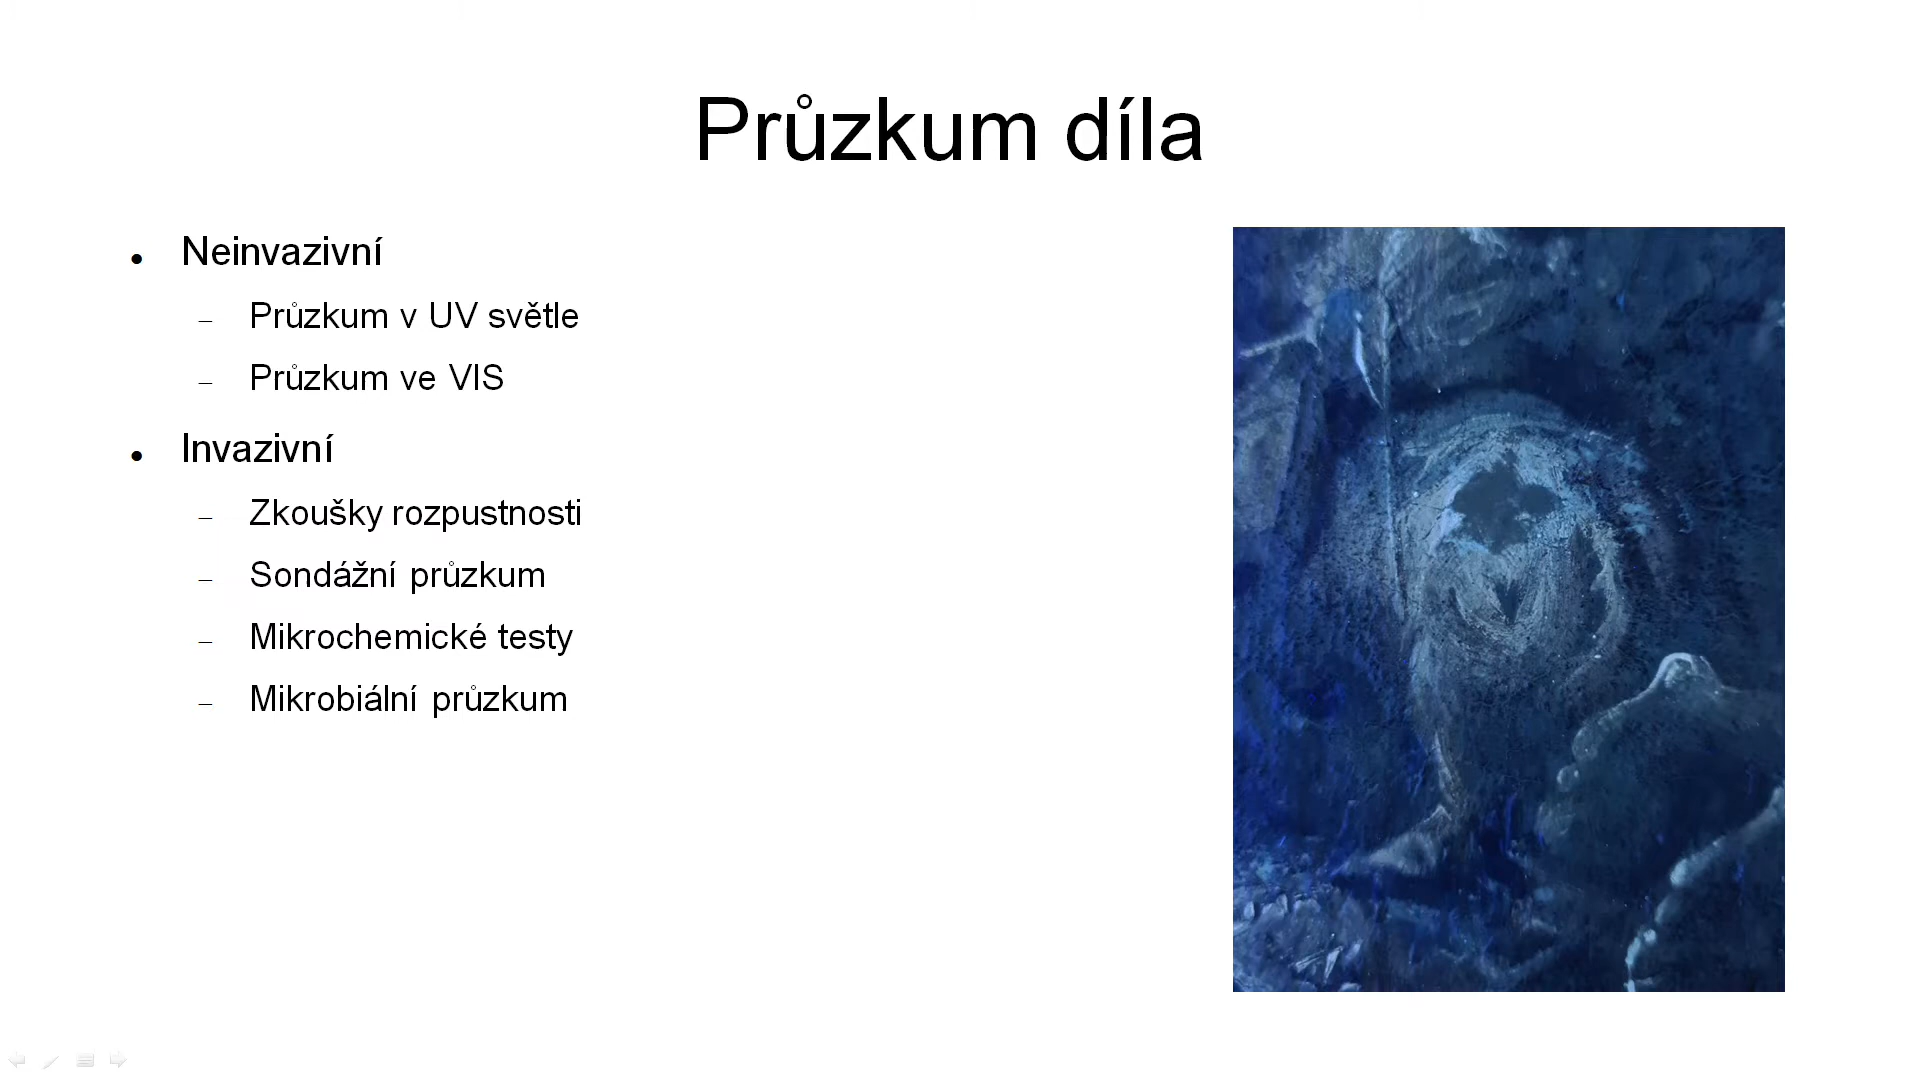 Průzkum díla
● Neinvazivní
– Průzkum v UV světle
– Průzkum ve VIS
● Invazivní
– Zkoušky rozpustnosti
– Sondážní průzkum
– Mikrochemické testy
– Mikrobiální průzkum